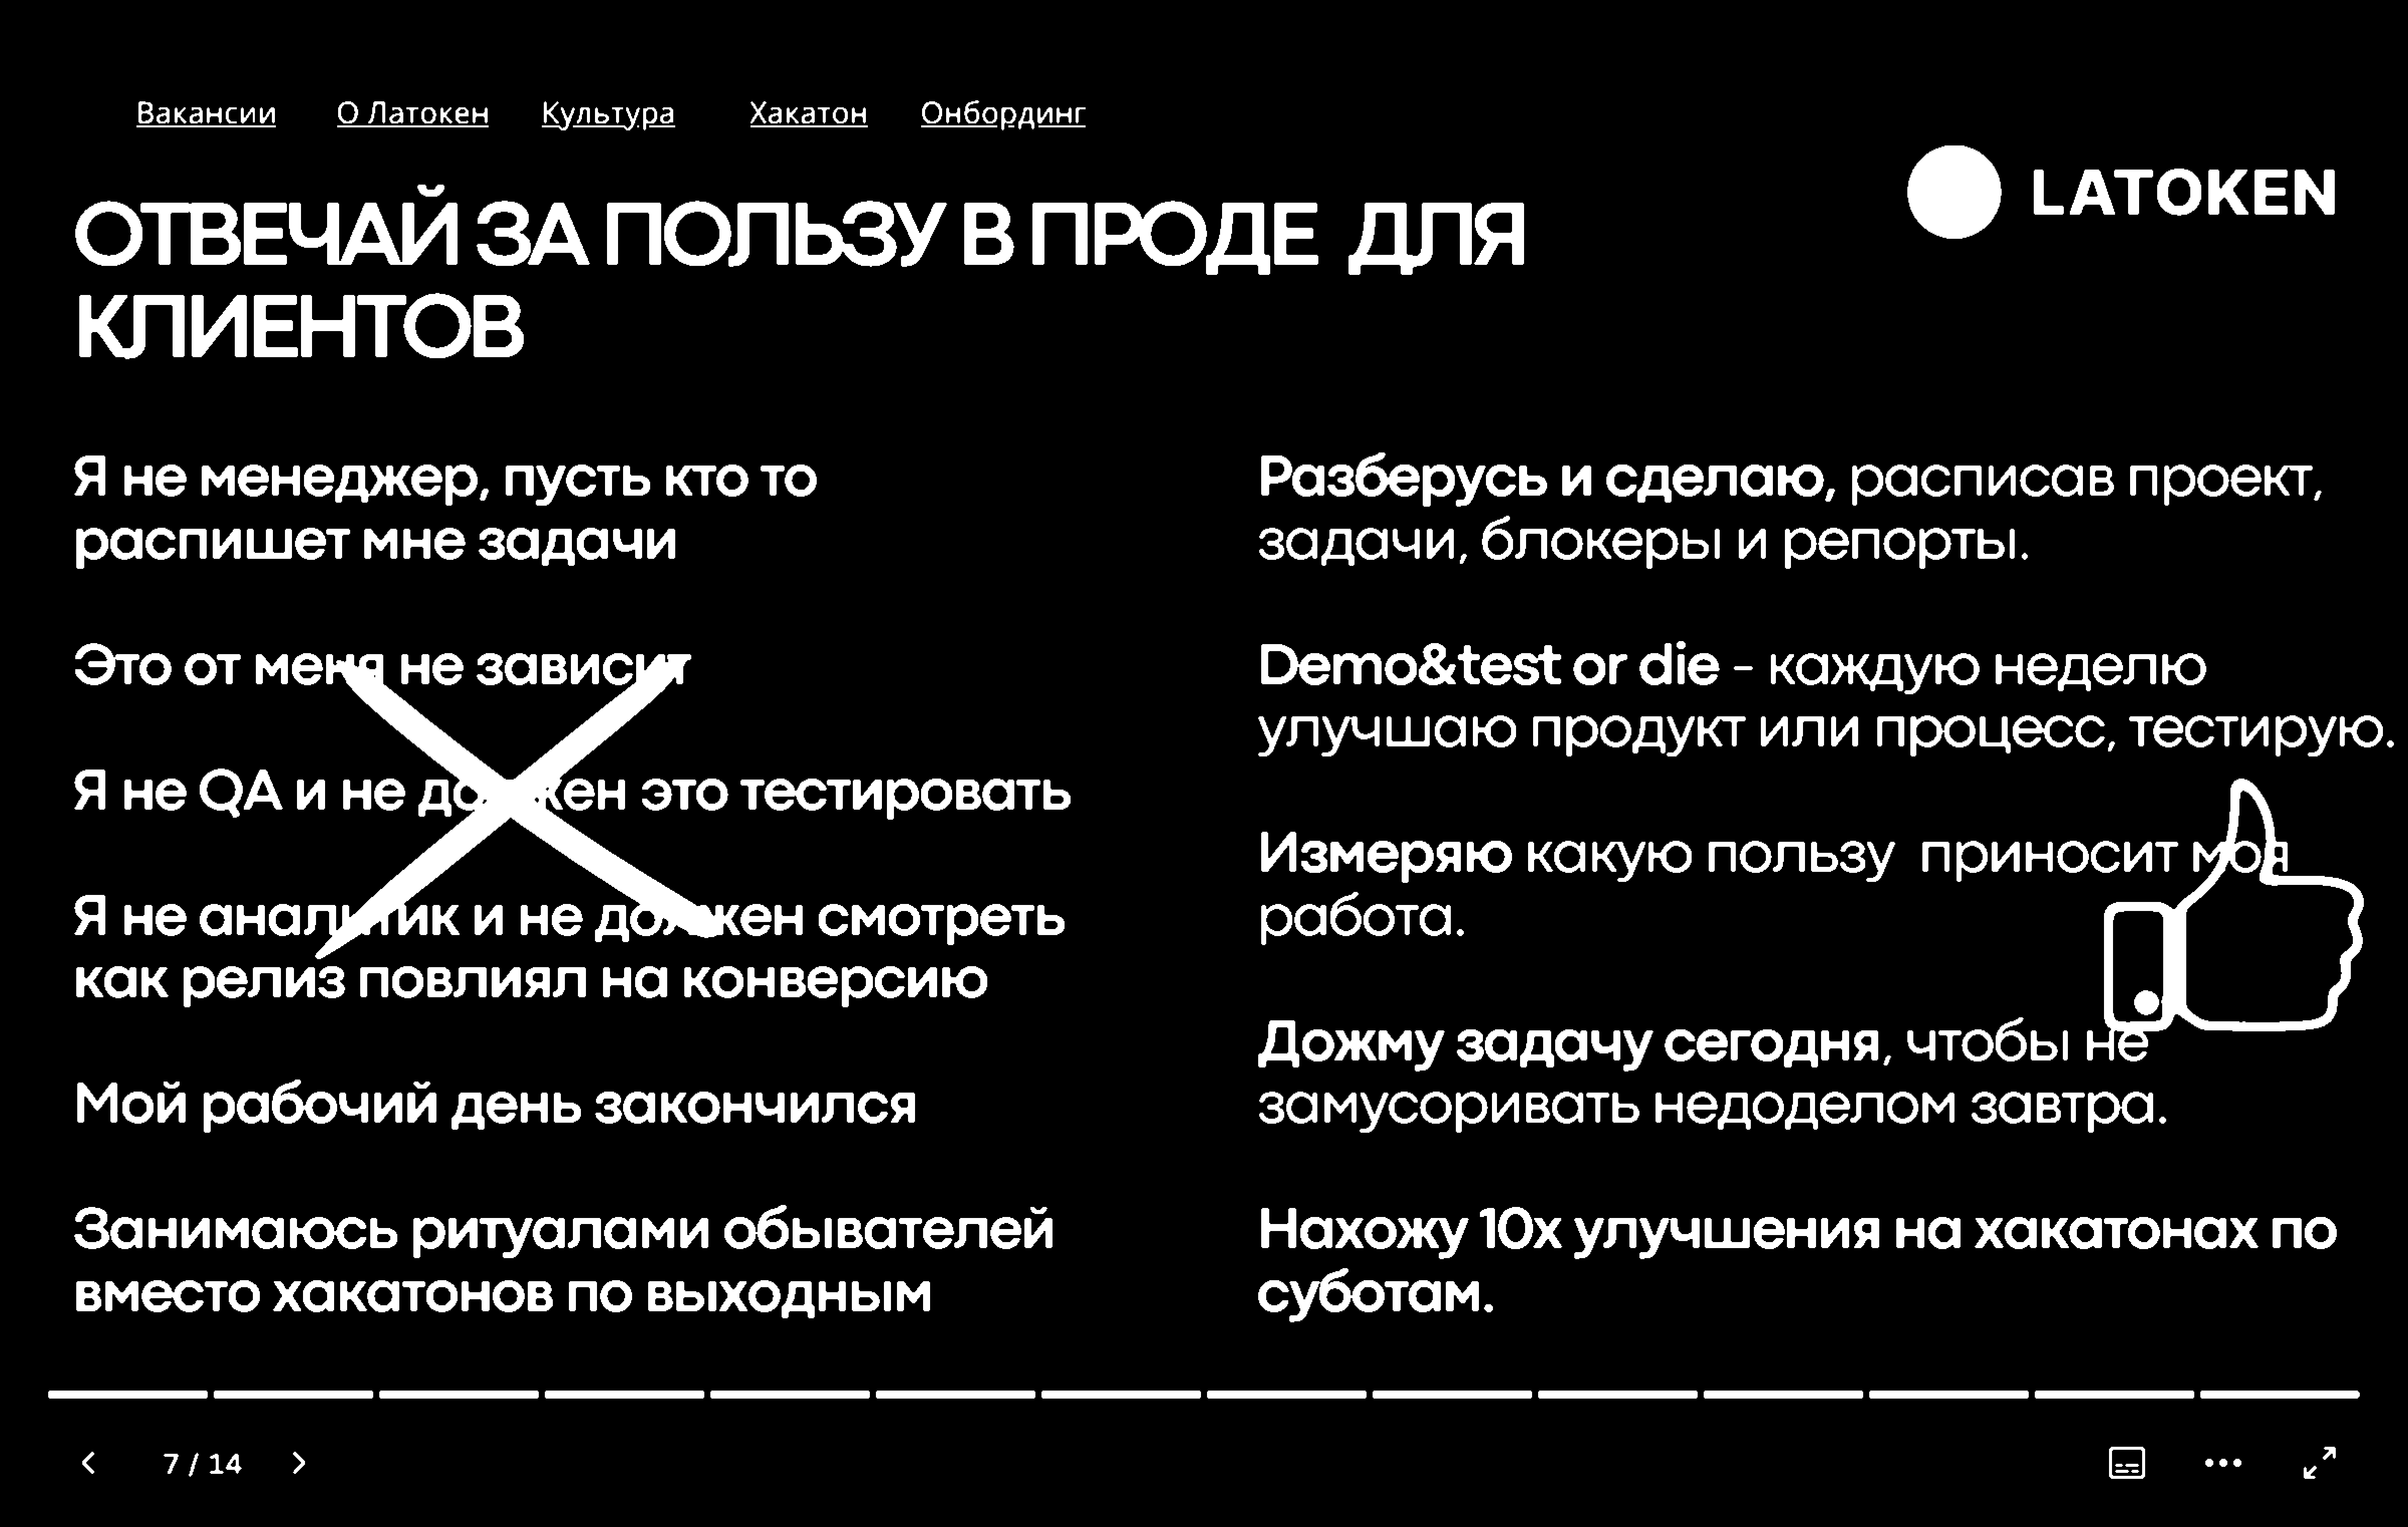 Вакансии О Латокен Культура Хакатон Онбординг
LATOKEN
ОТВЕЧАЙ ЗА ПОЛЬЗУ В ПРОДЕ ДЛЯ
КЛИЕНТОВ
Я не менеджер, пусть кто то
распишет мне задачи
Это от меня не зависит
Я не QA и не должен это тестировать
Я не аналитик и не должен смотреть
как релиз повлиял на конверсию
Мой рабочий день закончился
Занимаюсь ритуалами обывателей
вместо хакатонов по выходным
Разберусь и сделаю, расписав проект,
задачи, блокеры и репорты.
Demo&test or die - каждую неделю
улучшаю продукт или процесс, тестирую.
Измеряю какую пользу приносит моя
работа.
Дожму задачу сегодня, чтобы не
замусоривать недоделом завтра.
Нахожу 10х улучшения на хакатонах по
суботам.
7 / 14